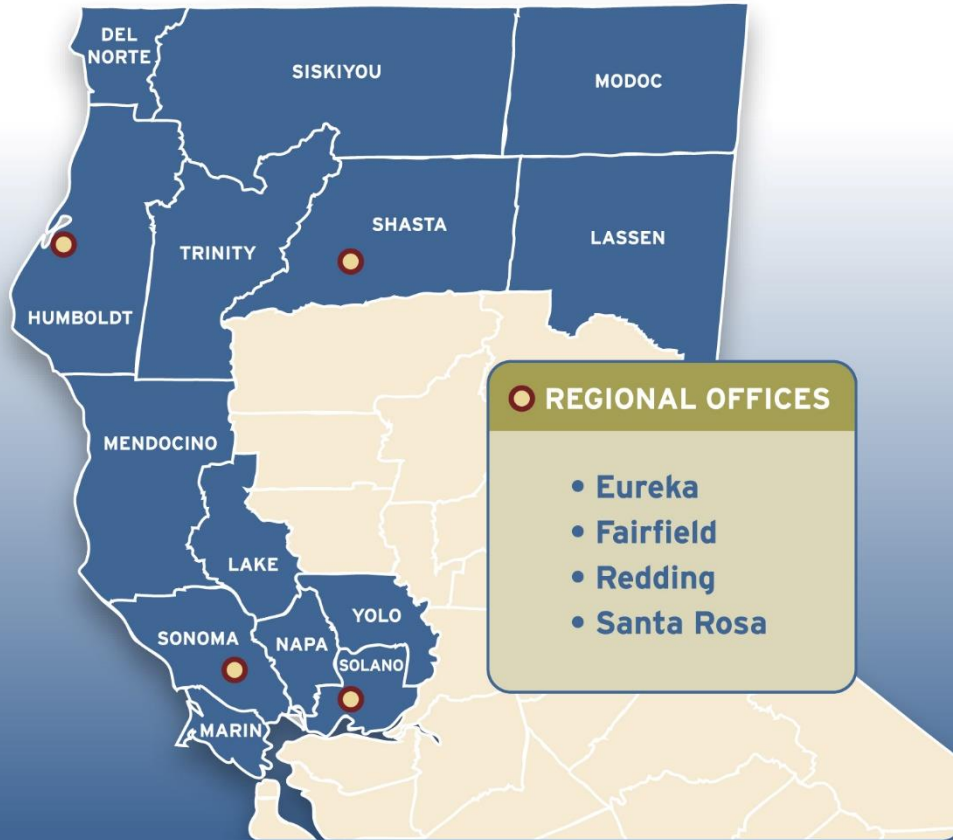 DEL
NORTE
SISKIYOU
MODOC
SHASTA
LASSEN
TRINITY
HUMBOLDT
MENDOCINO
LAKE
YOLO
SONOMA
NAPA
SOLANO
MARIN
REGIONAL OFFICES
• Eureka
• Fairfield
• Redding
• Santa Rosa